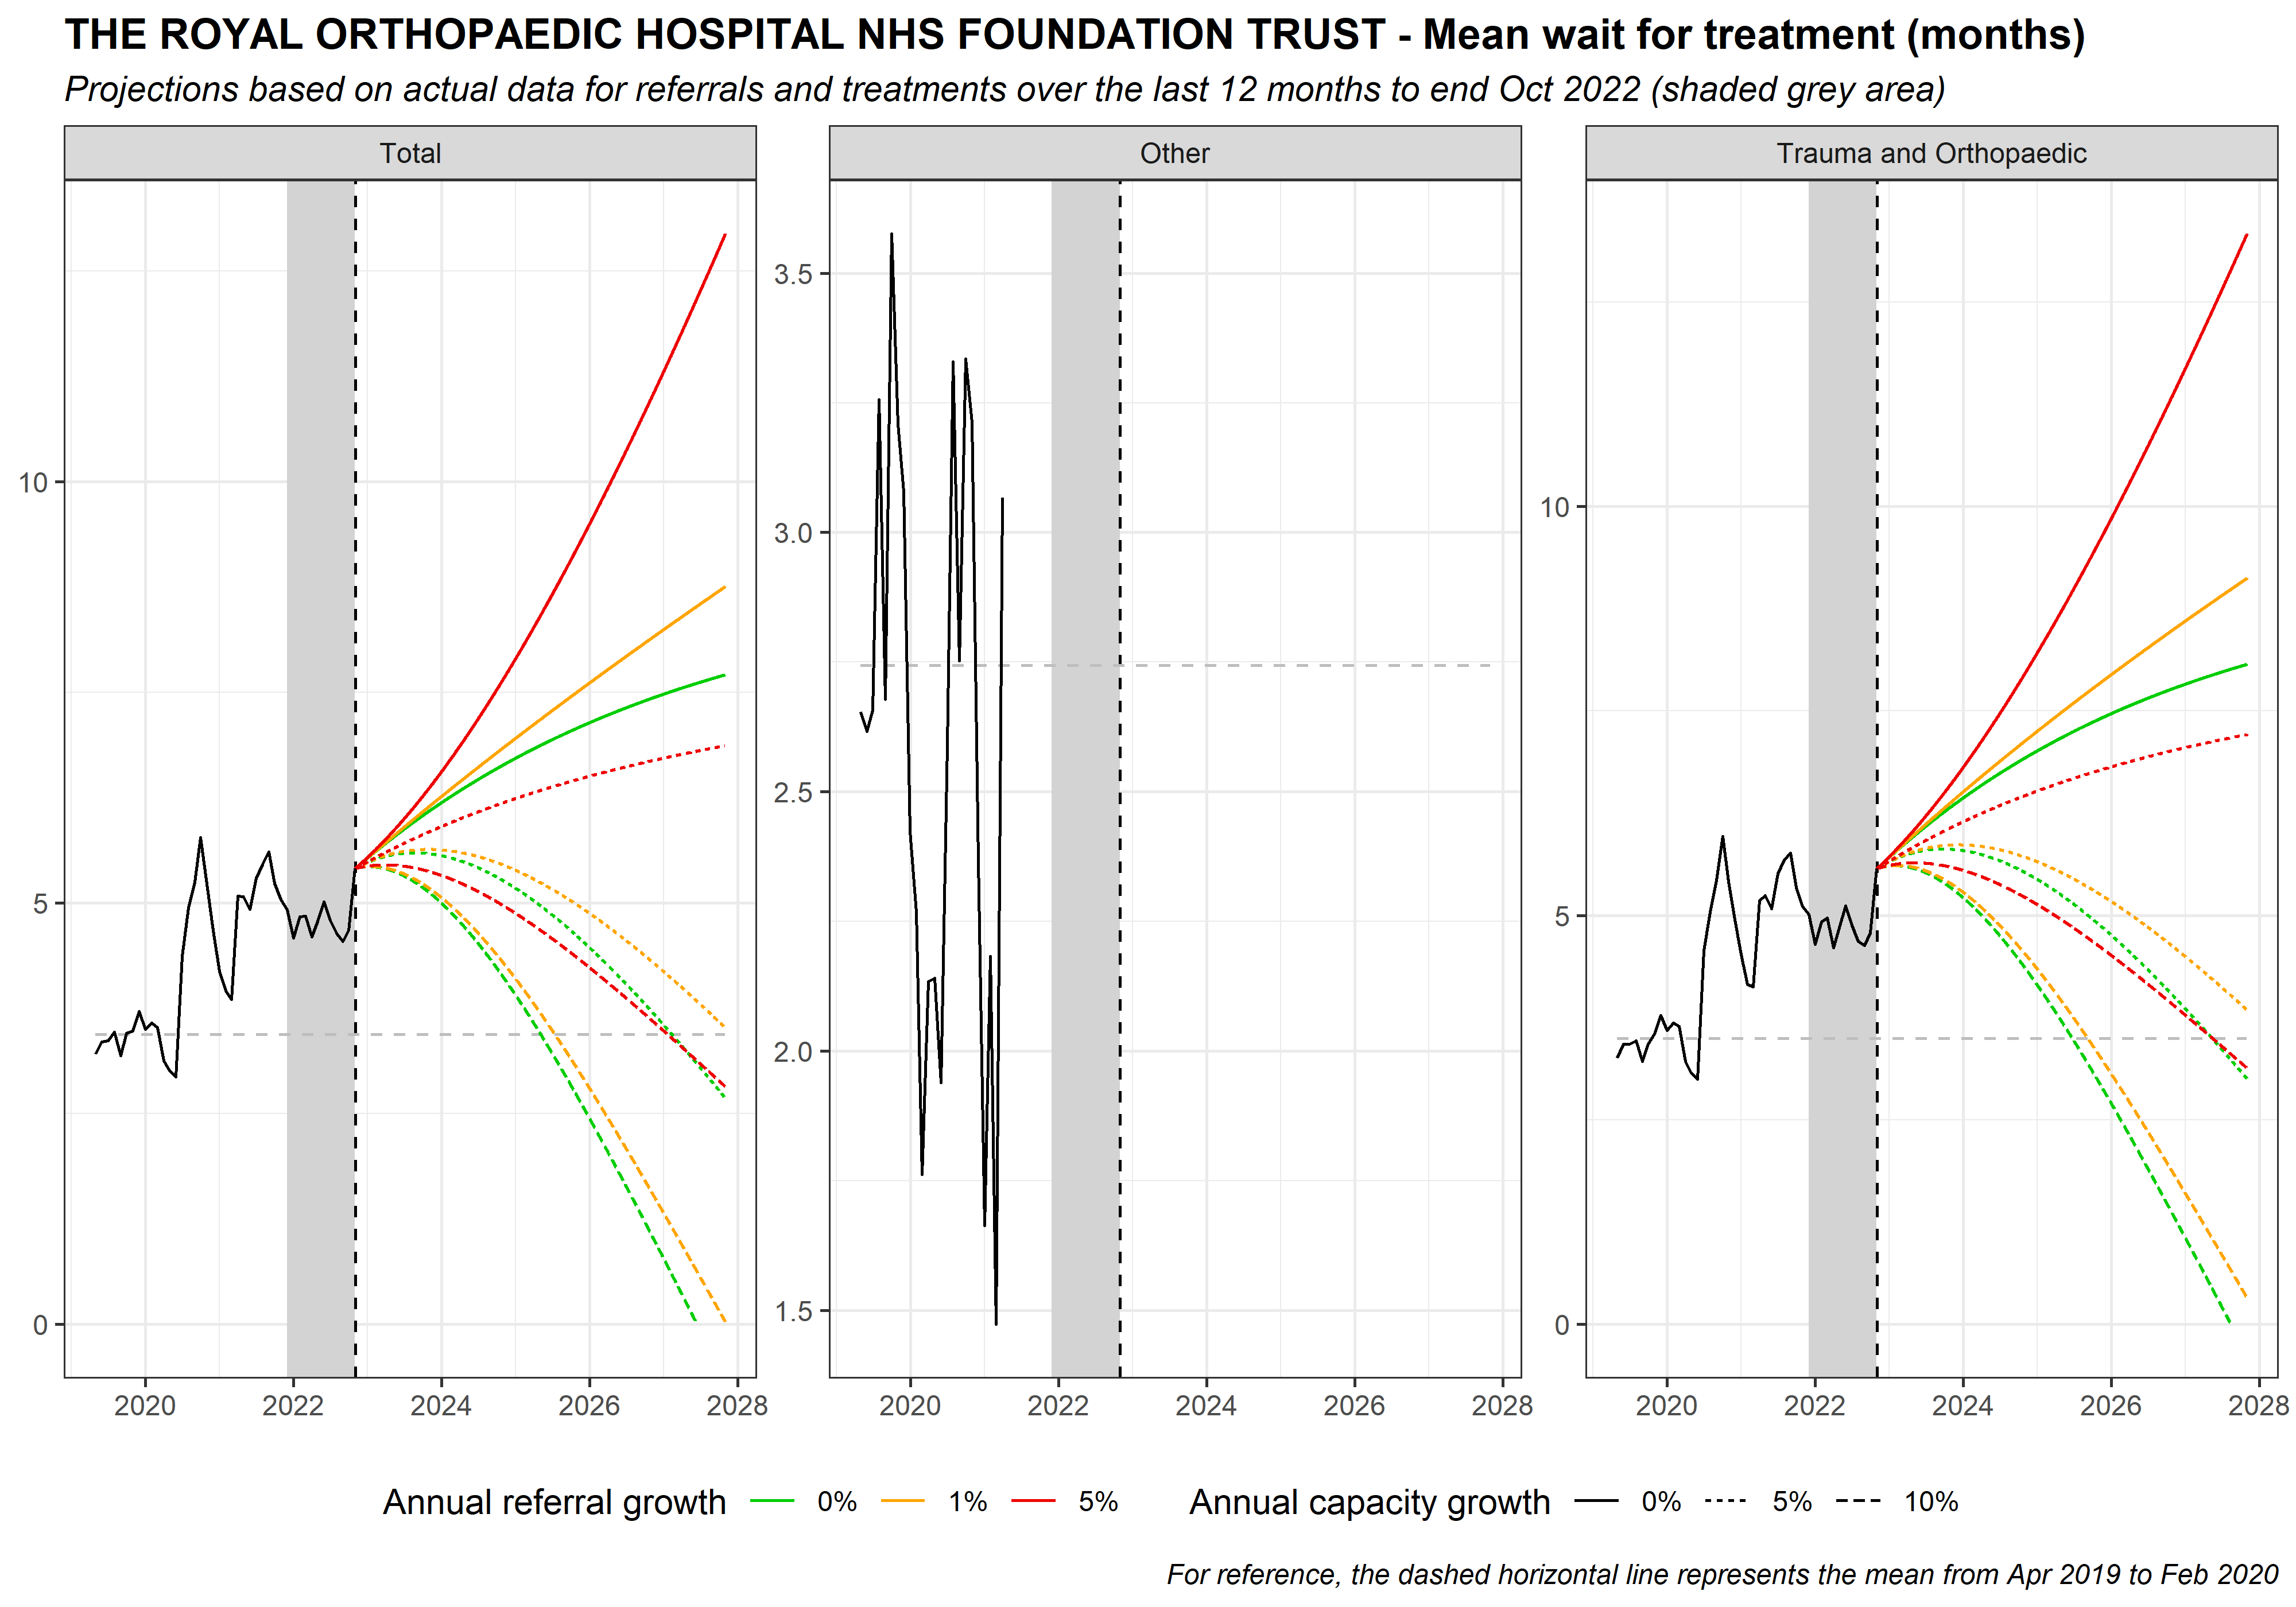 THE ROYAL ORTHOPAEDIC HOSPITAL NHS FOUNDATION TRUST - Mean wait for treatment (months)
Projections based on actual data for referrals and treatments over the last 12 months to end Oct 2022 (shaded grey area)
Total
Other
Trauma and Orthopaedic
10
5
0
3.5
3.0
2.5
2.0
1.5
10
5
0
2020 2022 2024 2026 2028
2020 2022 2024 2026 2028
2020 2022 2024 2026 2028
Annual referral growth 0% 1% 5% Annual capacity growth 0% 5% 10%
For reference, the dashed horizontal line represents the mean from Apr 2019 to Feb 2020